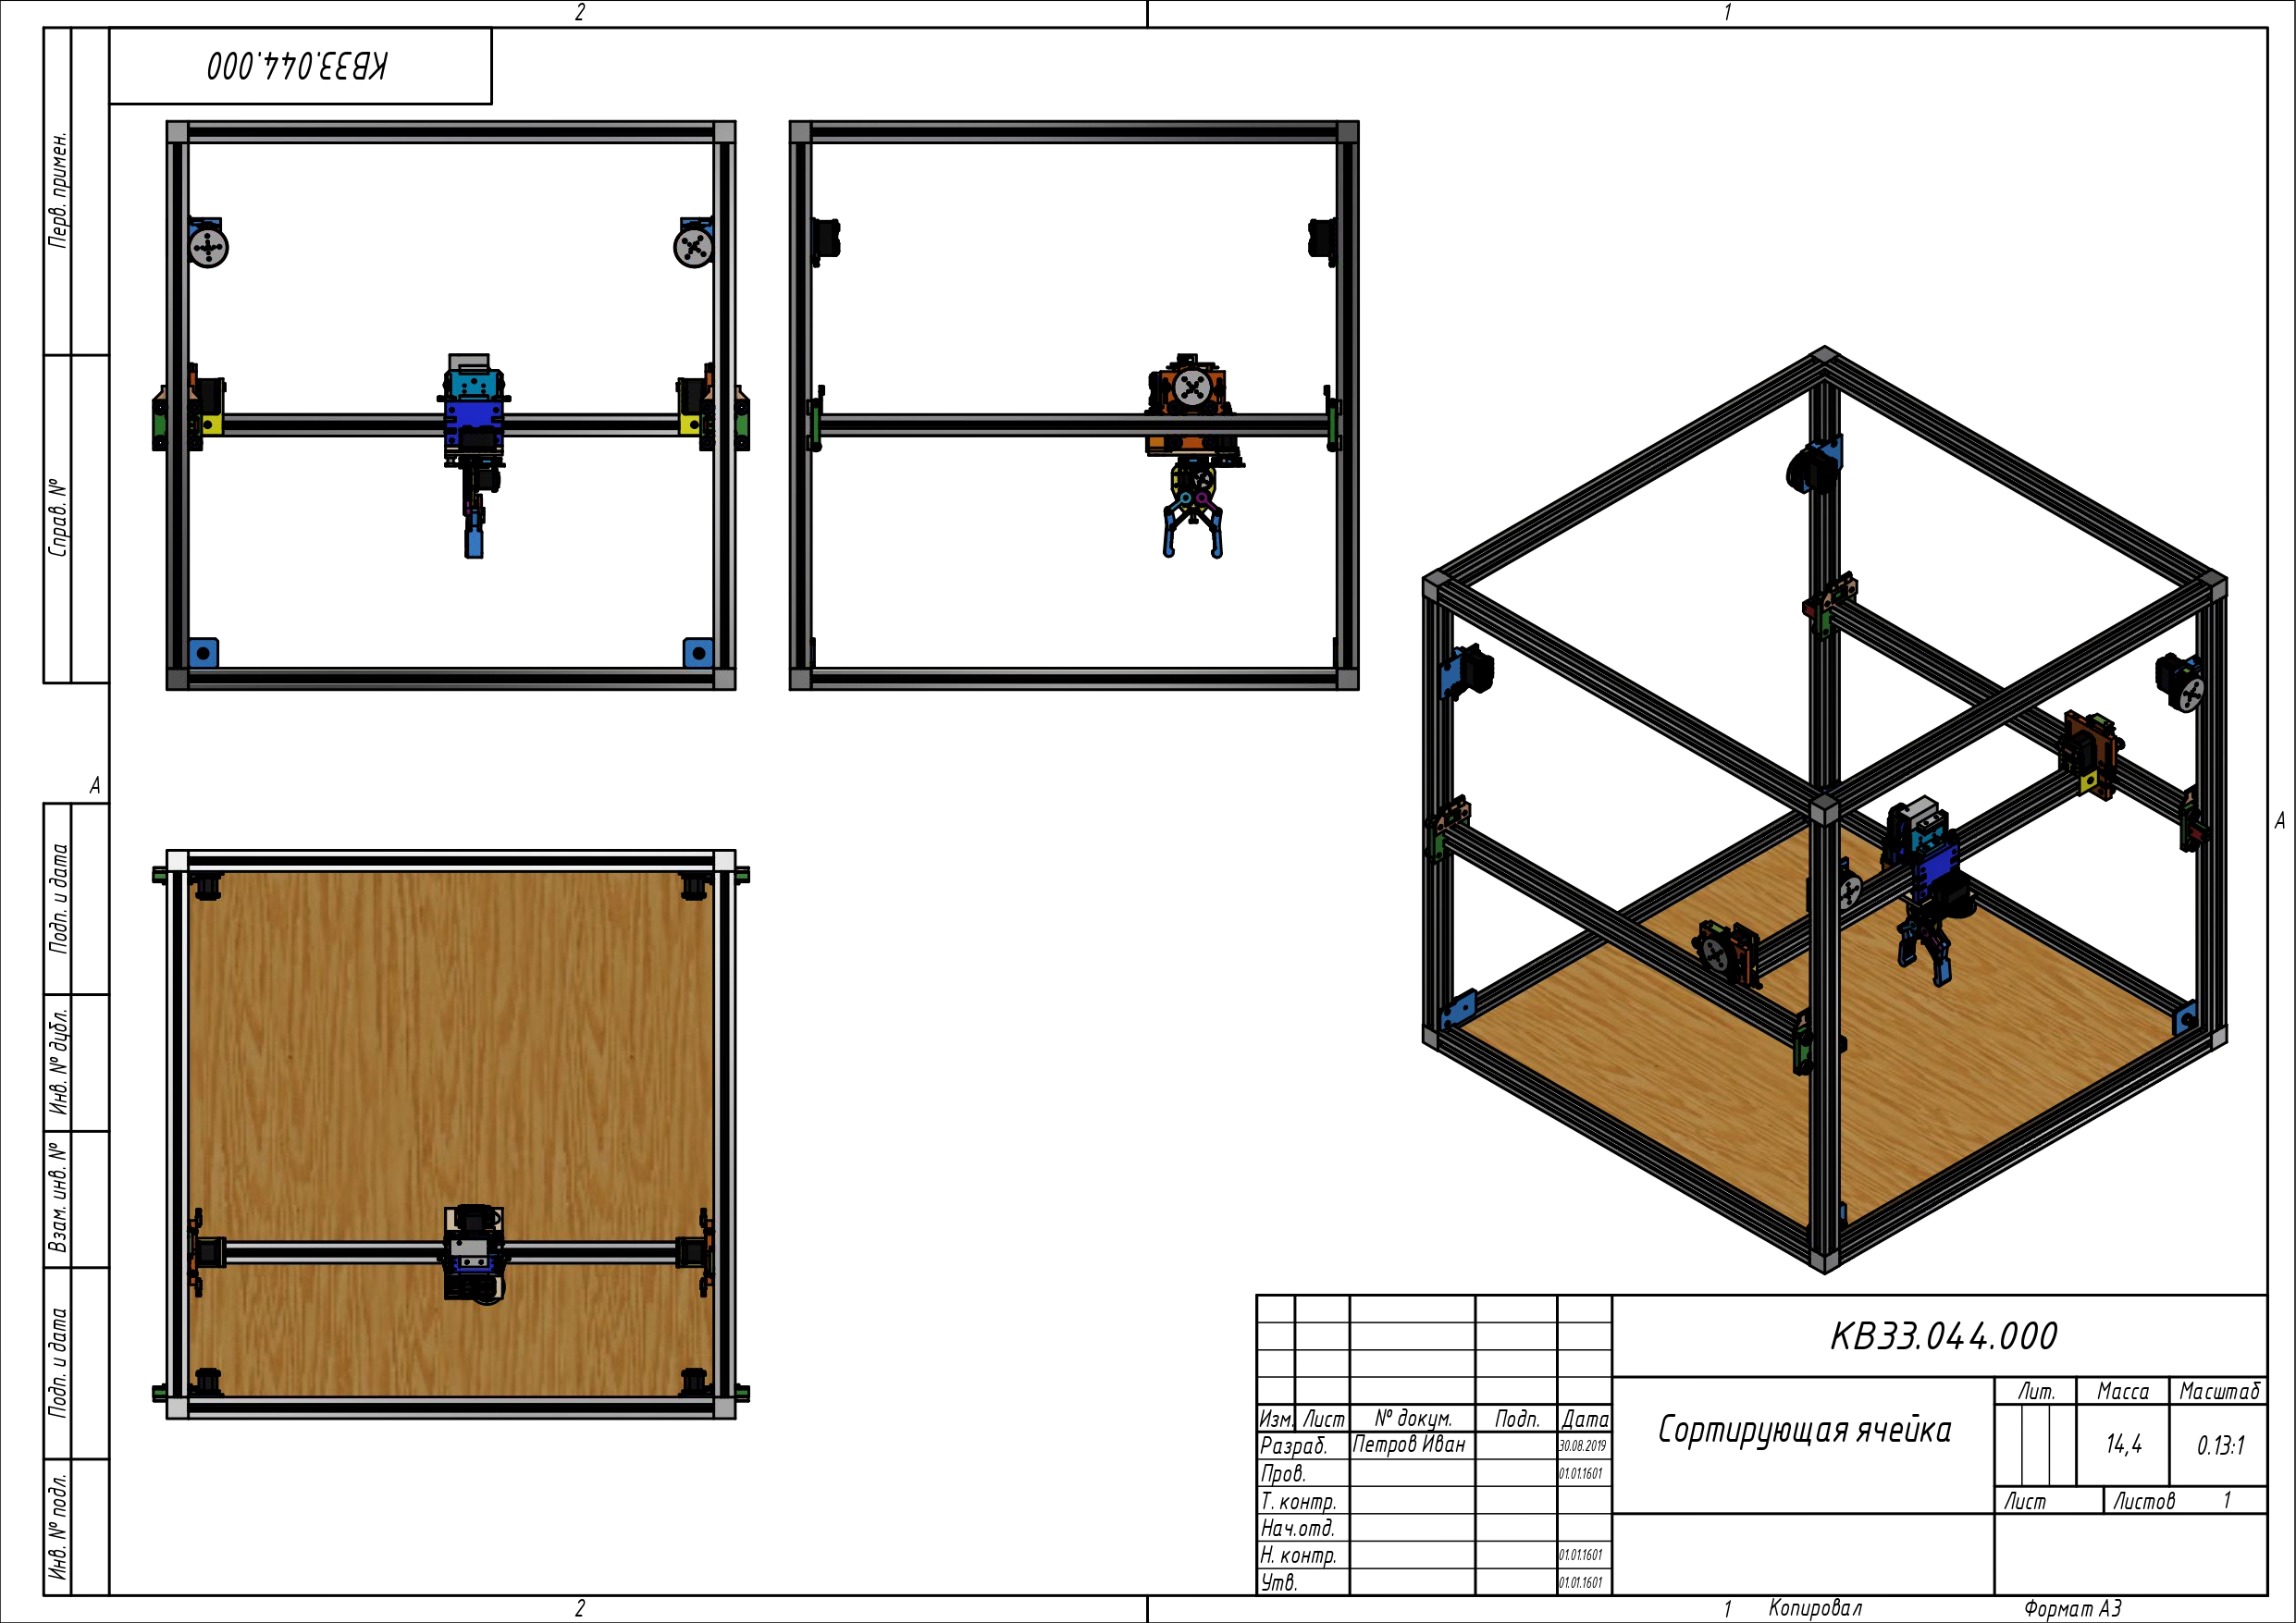 2
1
КВЗЗ.044.000
Перв. примен.
Справ. №
А
А
Подп. и дата
Инв. № дубл.
Взам. инв. №
Подп. и дата
Инв. № подл.
КВЗЗ.044.000
Лит. Масса Масштаб
Изм. Лист № докум. Подп. Дата
Сортирующая ячейка
Разраб. Петров Иван 30.08.2019
14,4 0.13:1
Пров. 01.01.1601
Т. контр.
Лист Листов 1
Нач.отд.
Н. контр. 01.01.1601
Утв. 01.01.1601
2
1 Копировал Формат А3